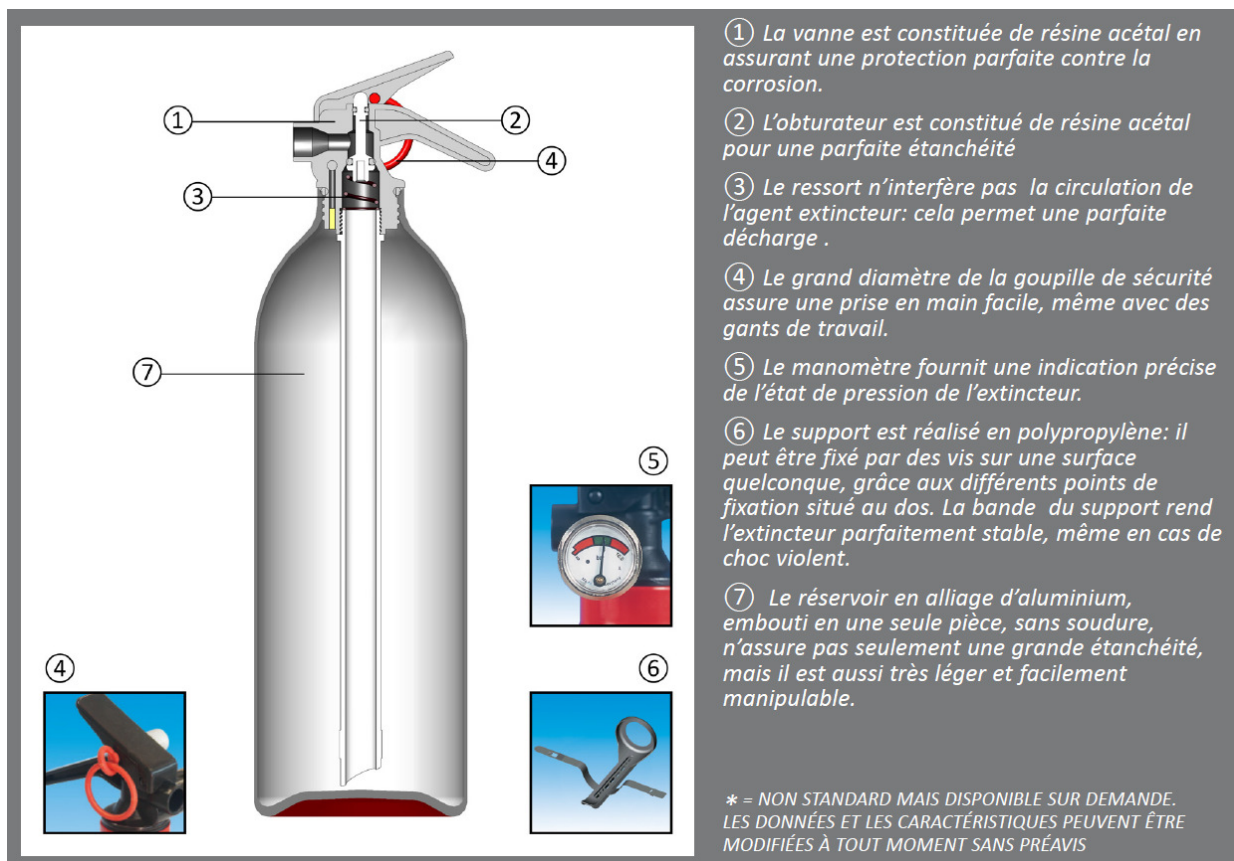 ① La vanne est constituée de résine acétal en
assurant une protection parfaite contre la
corrosion.
② L'obturateur est constitué de résine acétal
pour une parfaite étanchéité
③ Le ressort n'interfère pas  la circulation de
l'agent extincteur: cela permet une parfaite
décharge .
④ Le grand diamètre de la goupille de sécurité
assure une prise en main facile, même avec des
gants de travail.
⑤ Le manomètre fournit une indication précise
de l'état de pression de l'extincteur.
⑥ Le support est réalisé en polypropylène: il
peut être fixé par des vis sur une surface
quelconque, grâce aux différents points de
fixation situé au dos. La bande  du support rend
l'extincteur parfaitement stable, même en cas de
choc violent.
⑦ Le réservoir en alliage d'aluminium,
embouti en une seule pièce, sans soudure,
n'assure pas seulement une grande étanchéité,
mais il est aussi très léger et facilement
manipulable.
* = NON STANDARD MAIS DISPONIBLE SUR DEMANDE.
LES DONNÉES ET LES CARACTÉRISTIQUES PEUVENT ÊTRE
MODIFIÉES À TOUT MOMENT SANS PRÉAVIS
①
②
④
③
⑦
⑤
④
⑥